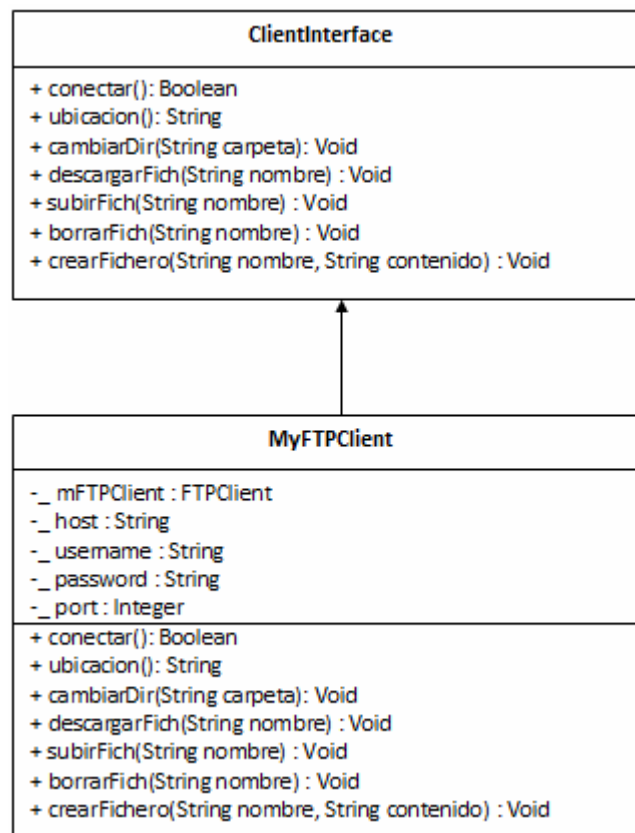 ClientInterface
+ conectar(): Boolean
+ ubicacion(): String
+ cambiarDir(String carpeta): Void
+ descargarFich(String nombre) : Void
+ subirFich(String nombre) : Void
+ borrarFich(String nombre) : Void
+ crearFichero(String nombre, String contenido) : Void
MyFTPClient
-_ mFTPClient : FTPClient
-_ host : String
-_ username : String
-_ password : String
-_ port : Integer
+ conectar(): Boolean
+ ubicacion(): String
+ cambiarDir(String carpeta): Void
+ descargarFich(String nombre) : Void
+ subirFich(String nombre) : Void
+ borrarFich(String nombre) : Void
+ crearFichero(String nombre, String contenido) : Void